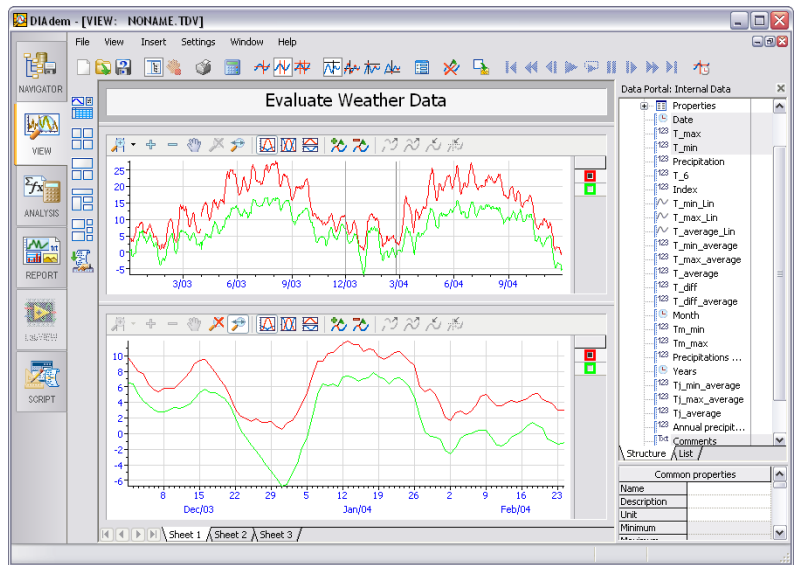 DIAdem - [VIEW: NONAME.TDV]
File View Insert Settings Window Help
NAVIGATOR
VIEW
ANALYSIS
REPORT
LabVIEW
SCRIPT
Evaluate Weather Data
25
20
15
10
5
0
-5
3/03 6/03 9/03 12/03 3/04 6/04 9/04
10
8
6
4
2
0
-2
-4
-6
8 15 22 29 5 12 19 26 2 9 16 23
Dec/03 Jan/04 Feb/04
Sheet 1 Sheet 2 Sheet 3
Data Portal: Internal Data
Properties
Date
T_max
T_min
Precipitation
T_6
Index
T_min_Lin
T_max_Lin
T_average_Lin
T_min_average
T_max_average
T_average
T_diff
T_diff_average
Month
Tm_min
Tm_max
Precipitations ...
Years
Tj_min_average
Tj_max_average
Tj_average
Annual precipit...
Comments
Structure List
Common properties
Name
Description
Unit
Minimum